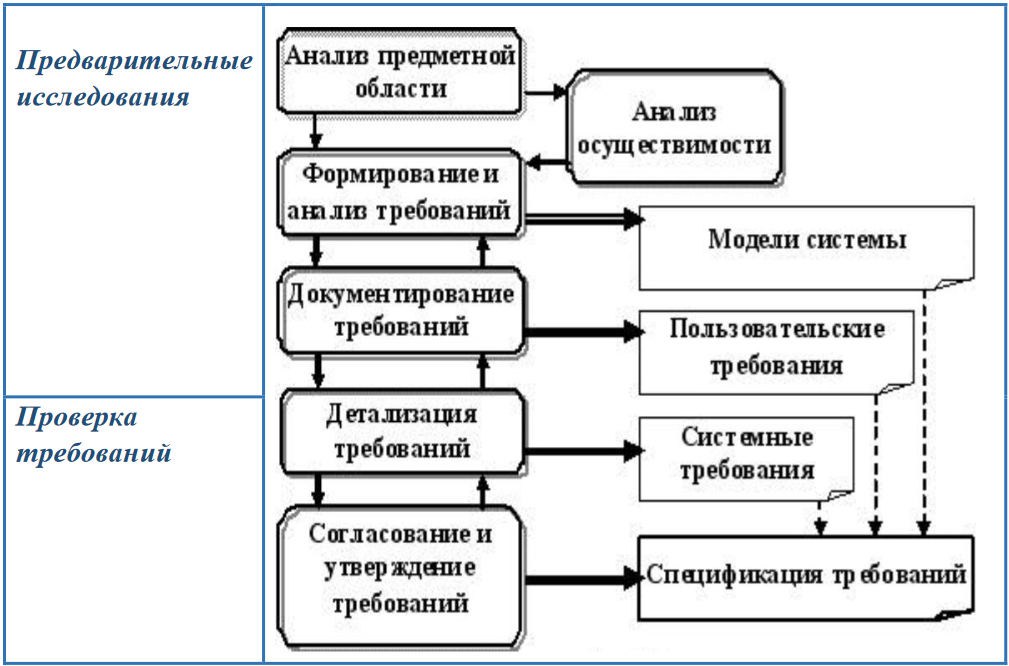 Предварительные
исследования
Анализ предметной
области
Анализ
осуществимости
Формирование и
анализ требований
Модели системы
Документирование
требований
Пользовательские
требования
Проверка
требований
Детализация
требований
Системные
требования
Согласование и
утверждение
требований
Спецификация требований